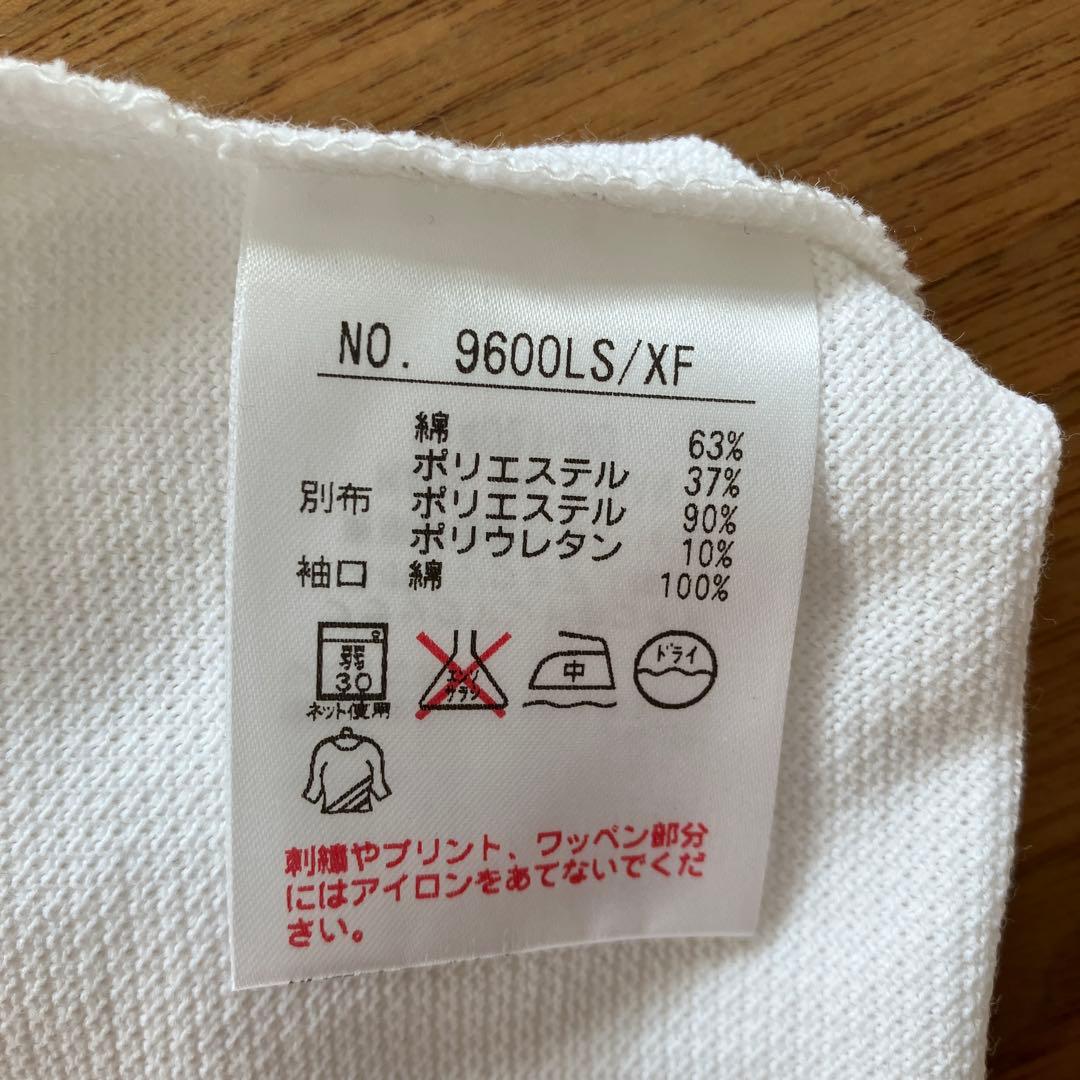 NO. 9600LS/XF
綿 63%
ポリエステル 37%
別布 ポリエステル 90%
ポリウレタン 10%
袖口 綿 100%
弱
30
ネット使用
エンソ
サラシ
中
ドライ
刺繍やプリント、ワッペン部分
にはアイロンをあてないでくだ
さい。